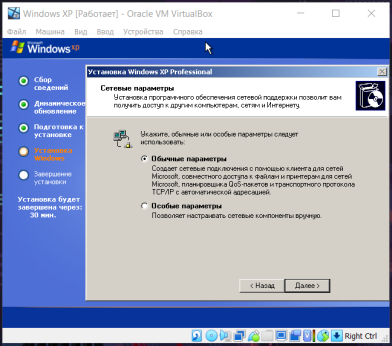 Windows XP [Работает] - Oracle VM VirtualBox
Файл Машина Вид Ввод Устройства Справка
Microsoft
Windows xp
Сбор
сведений
Динамическое
обновление
Подготовка к
установке
Установка
Windows
Завершение
установки
Установка будет
завершена через:
30 мин.
Установка Windows XP Professional
Сетевые параметры
Установка программного обеспечения сетевой поддержки позволит вам
получить доступ к другим компьютерам, сетям и Интернету.
Укажите, обычные или особые параметры следует
использовать:
Обычные параметры
Создает сетевые подключения с помощью клиента для сетей
Microsoft, совместного доступа к файлам и принтерам для сетей
Microsoft, планировщика QoS-пакетов и транспортного протокола
TCP/IP с автоматической адресацией.
Особые параметры
Позволяет настраивать сетевые компоненты вручную.
< Назад
Далее >
Right Ctrl